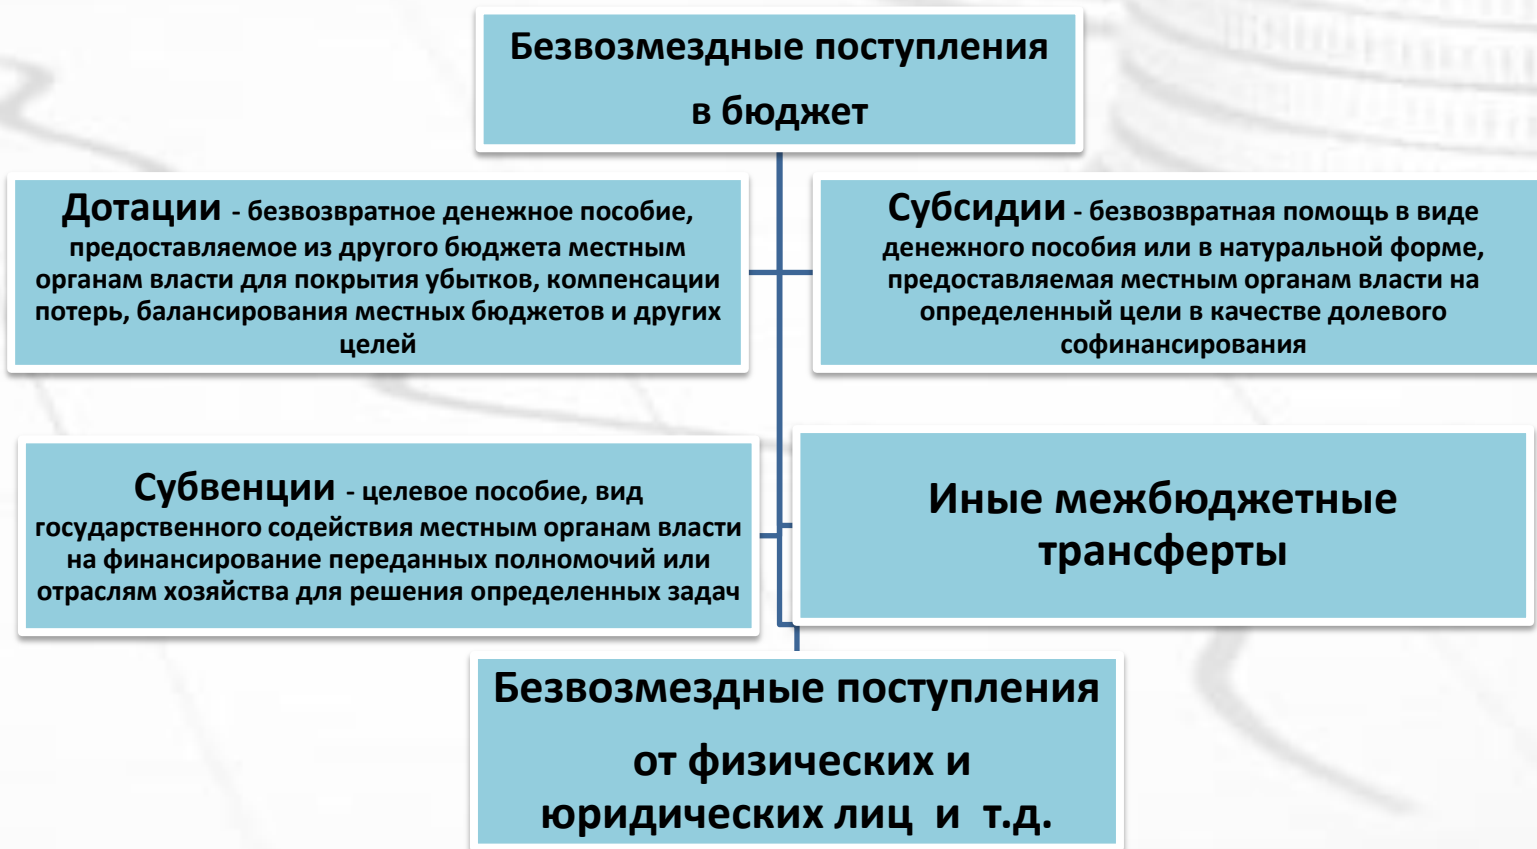 Безвозмездные поступления
в бюджет
Дотации - безвозвратное денежное пособие,
предоставляемое из другого бюджета местным
органам власти для покрытия убытков, компенсации
потерь, балансирования местных бюджетов и других
целей
Субсидии - безвозвратная помощь в виде
денежного пособия или в натуральной форме,
предоставляемая местным органам власти на
определенный цели в качестве долевого
софинансирования
Субвенции - целевое пособие, вид
государственного содействия местным органам власти
на финансирование переданных полномочий или
отраслям хозяйства для решения определенных задач
Иные межбюджетные
трансферты
Безвозмездные поступления
от физических и
юридических лиц и т.д.